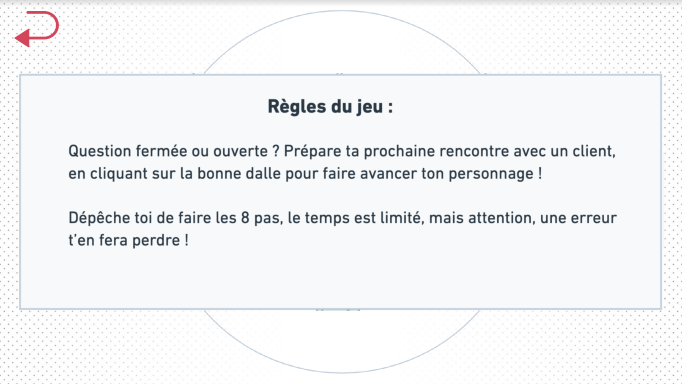 Règles du jeu :
Question fermée ou ouverte ? Prépare ta prochaine rencontre avec un client,
en cliquant sur la bonne dalle pour faire avancer ton personnage !
Dépêche toi de faire les 8 pas, le temps est limité, mais attention, une erreur
t'en fera perdre !